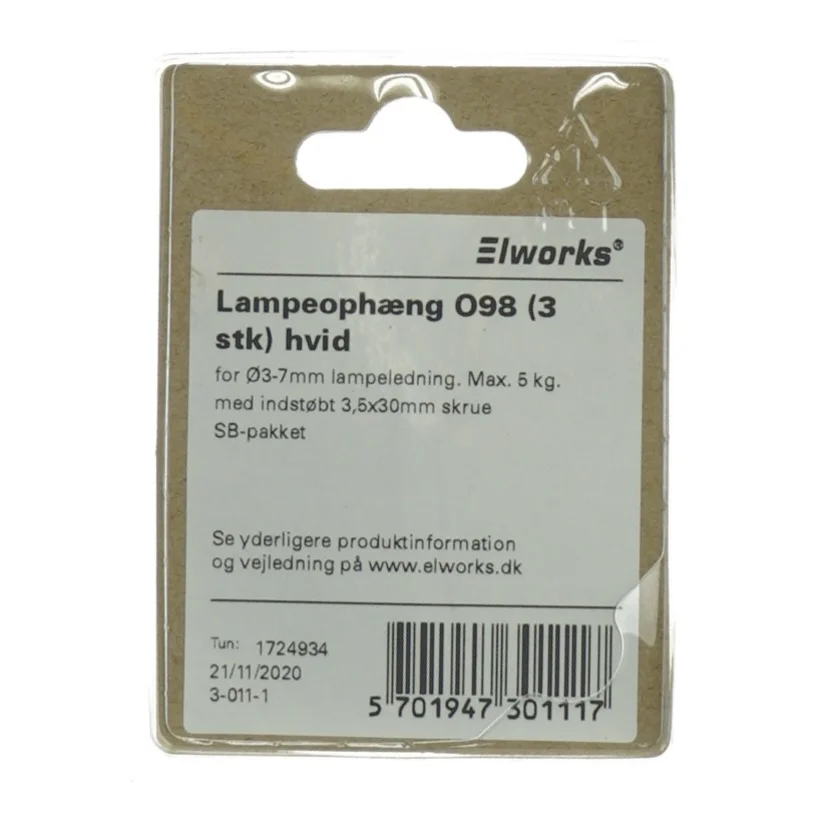 Elworks®
Lampeophæng O98 (3
stk) hvid
for Ø3-7mm lampeledning. Max. 5 kg.
med indstøbt 3,5x30mm skrue
SB-pakket
Se yderligere produktinformation
og vejledning på www.elworks.dk
Tun: 1724934
21/11/2020
3-011-1
5 701947 301117